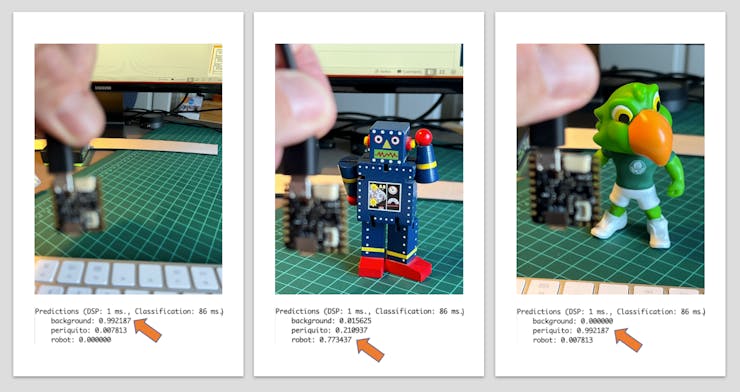 SAMSUNG
Predictions (DSP: 1 ms., Classification: 86 ms.)
background: 0.992187
periquito: 0.007813
robot: 0.000000
Predictions (DSP: 1 ms., Classification: 86 ms.)
background: 0.015625
periquito: 0.210937
robot: 0.773437
Predictions (DSP: 1 ms., Classification: 86 ms.)
background: 0.000000
periquito: 0.992187
robot: 0.007813